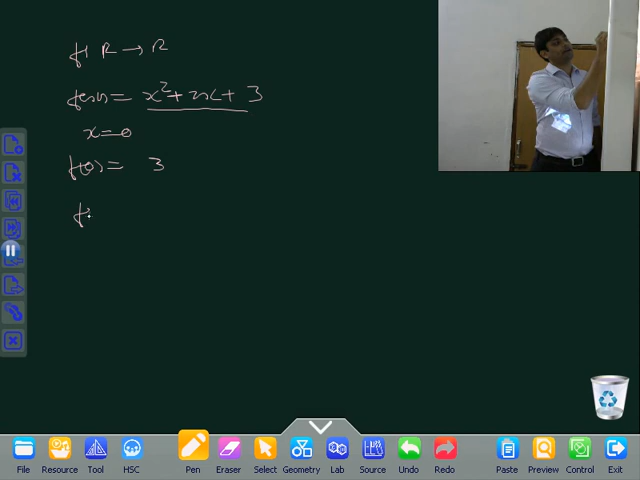 f: R → R
f(x) = x² + 2x + 3
x = 0
f(0) = 3
f
File Resource Tool HSC Pen Eraser Select Geometry Lab Source Undo Redo Paste Preview Control Exit